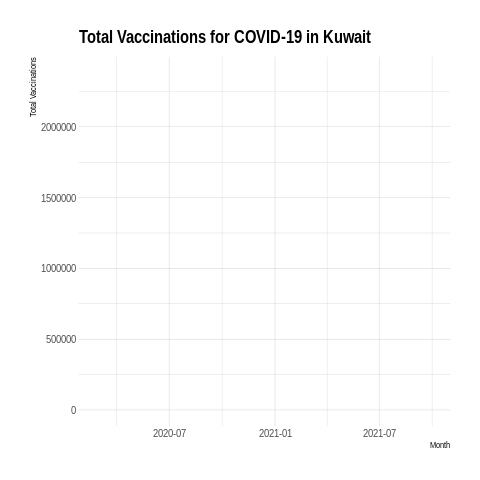 Total Vaccinations for COVID-19 in Kuwait
Total Vaccinations
2000000
1500000
1000000
500000
0
2020-07 2021-01 2021-07
Month